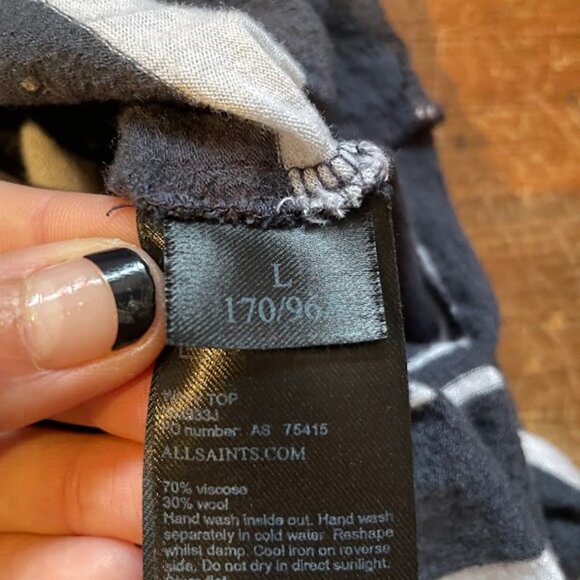 L
170/96
TOP
number: AS 75415
ALLSAINTS.COM
70% viscose
30% wool
Hand wash inside out. Hand wash
separately in cold water. Reshape
whilst damp. Cool iron on reverse
side. Do not dry in direct sunlight.